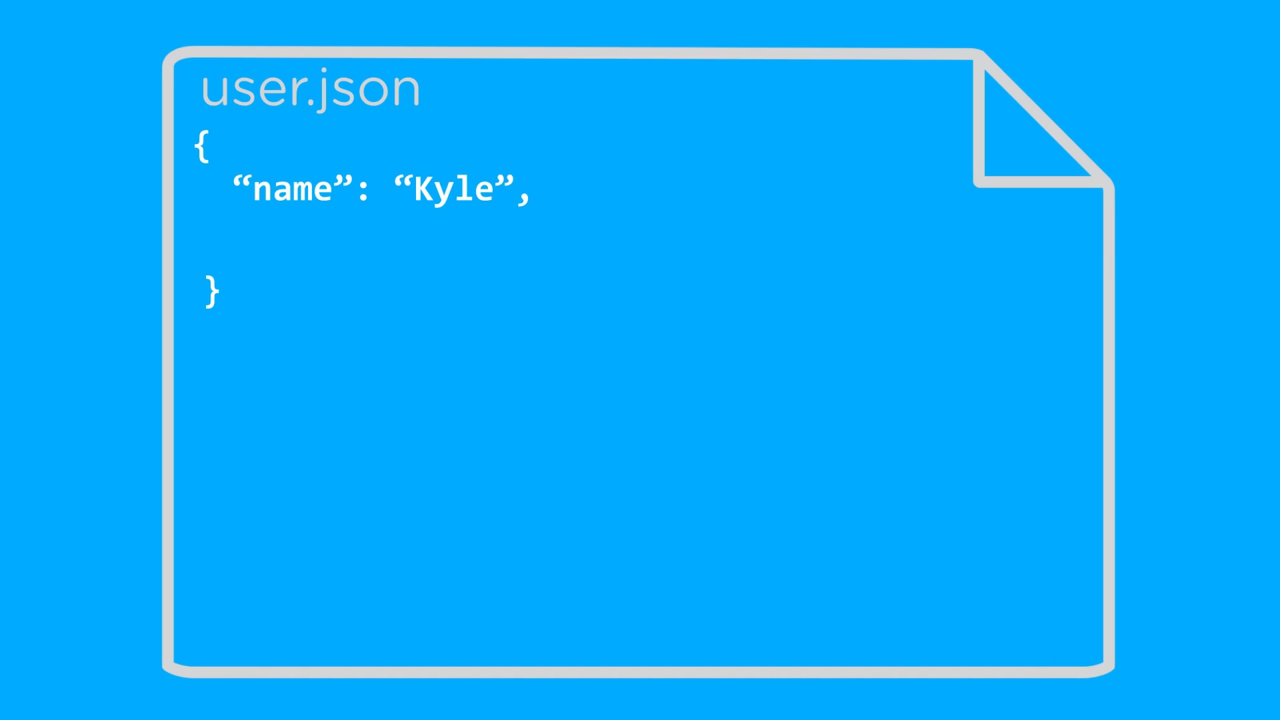 user.json
{
“name”: “Kyle”,
}